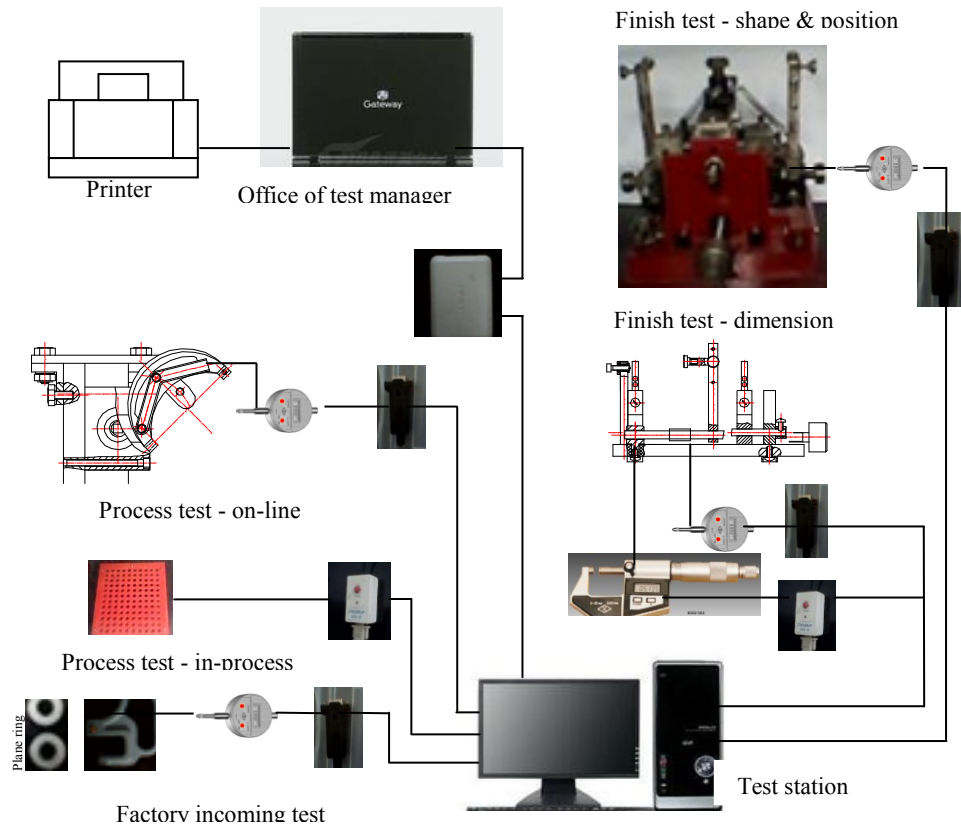 Finish test - shape & position
Gateway
Printer
Office of test manager
Finish test - dimension
Process test - on-line
Process test - in-process
Plane ring
Test station
Factory incoming test